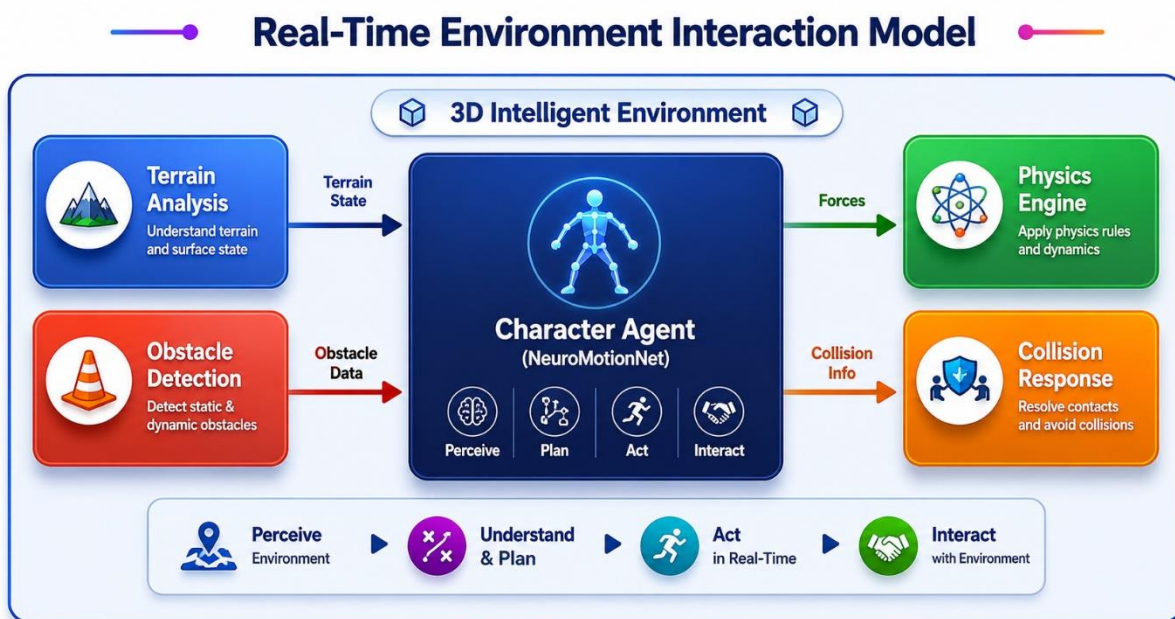 Real-Time Environment Interaction Model
3D Intelligent Environment
Terrain
Analysis
Understand terrain
and surface state
Terrain
State
Obstacle
Detection
Detect static &
dynamic obstacles
Obstacle
Data
Character Agent
(NeuroMotionNet)
Perceive
Plan
Act
Interact
Forces
Physics
Engine
Apply physics rules
and dynamics
Collision
Info
Collision
Response
Resolve contacts
and avoid collisions
Perceive
Environment
Understand
& Plan
Act
in Real-Time
Interact
with Environment